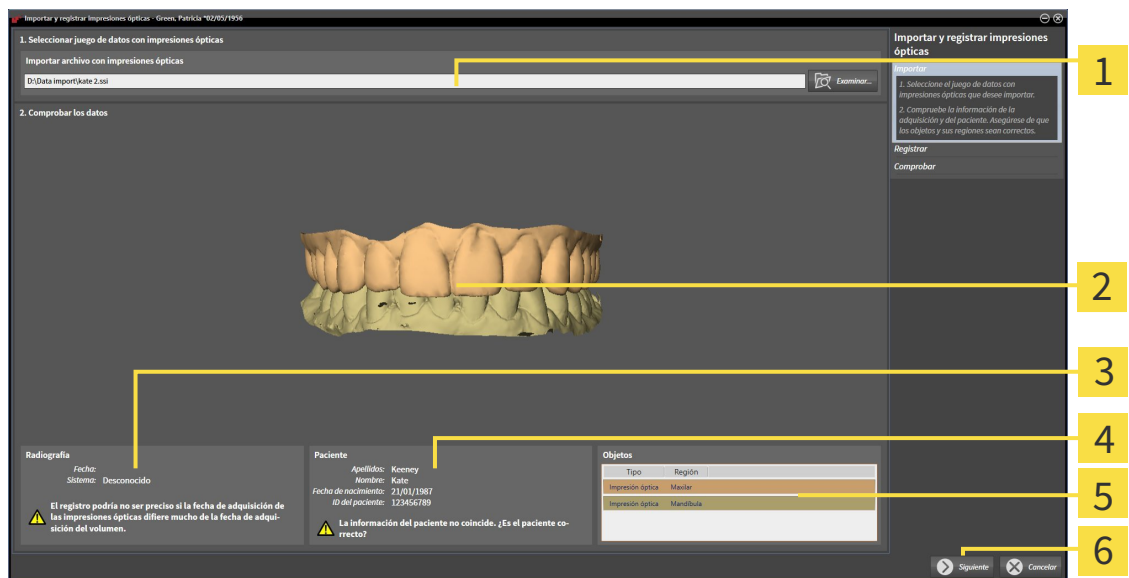 Importar y registrar impresiones ópticas - Green, Patricia *02/05/1956
1. Seleccionar juego de datos con impresiones ópticas
Importar archivo con impresiones ópticas
D:\Data import\kate 2.ssi
Examinar...
2. Comprobar los datos
Radiografía
Fecha:
Sistema: Desconocido
El registro podría no ser preciso si la fecha de adquisición de
las impresiones ópticas difiere mucho de la fecha de adqui-
sición del volumen.
Paciente
Apellidos: Keeney
Nombre: Kate
Fecha de nacimiento: 21/01/1987
ID del paciente: 123456789
La información del paciente no coincide. ¿Es el paciente co-
rrecto?
Objetos
Tipo Región
Impresión óptica Maxilar
Impresión óptica Mandíbula
Importar y registrar impresiones
ópticas
Importar
1. Seleccione el juego de datos con
impresiones ópticas que desee importar.
2. Compruebe la información de la
adquisición y del paciente. Asegúrese de que
los objetos y sus regiones sean correctos.
Registrar
Comprobar
Siguiente
Cancelar
1
2
3
4
5
6